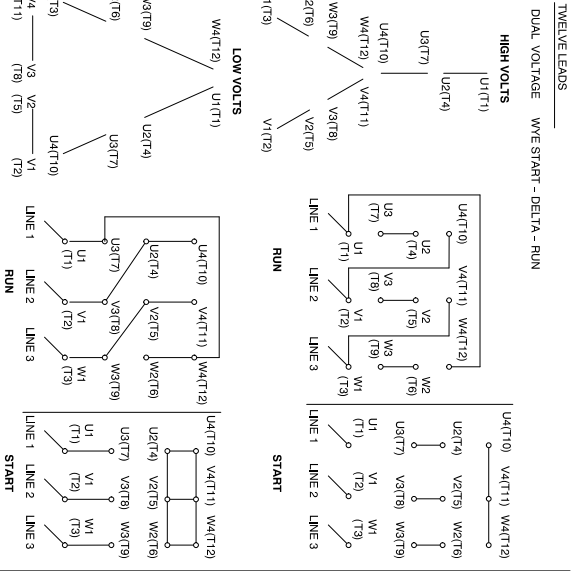 TWELVE LEADS
DUAL VOLTAGE WYE START – DELTA – RUN
HIGH VOLTS
U1(T1)
U2(T4)
U3(T7)
U4(T10)
W4(T12) V4(T11)
W3(T9) V3(T8)
2(T6) V2(T5)
1(T3) V1(T2)
U4(T10) V4(T11) W4(T12)
U2 (T4) V2 (T5) W2 (T6)
U3 (T7) V3 (T8) W3 (T9)
U1 (T1) V1 (T2) W1 (T3)
LINE 1 LINE 2 LINE 3
RUN
U4(T10) V4(T11) W4(T12)
U2(T4) V2(T5) W2(T6)
U3(T7) V3(T8) W3(T9)
U1 (T1) V1 (T2) W1 (T3)
LINE 1 LINE 2 LINE 3
START
LOW VOLTS
W4(T12) U1(T1)
3(T9) U2(T4)
(T6) U3(T7)
T3) U4(T10)
4 T11) V3 (T8) V2 (T5) V1 (T2)
U4(T10) V4(T11) W4(T12)
U2(T4) V2(T5) W2(T6)
U3(T7) V3(T8) W3(T9)
U1 (T1) V1 (T2) W1 (T3)
LINE 1 LINE 2 LINE 3
RUN
U4(T10) V4(T11) W4(T12)
U2(T4) V2(T5) W2(T6)
U3(T7) V3(T8) W3(T9)
U1 (T1) V1 (T2) W1 (T3)
LINE 1 LINE 2 LINE 3
START